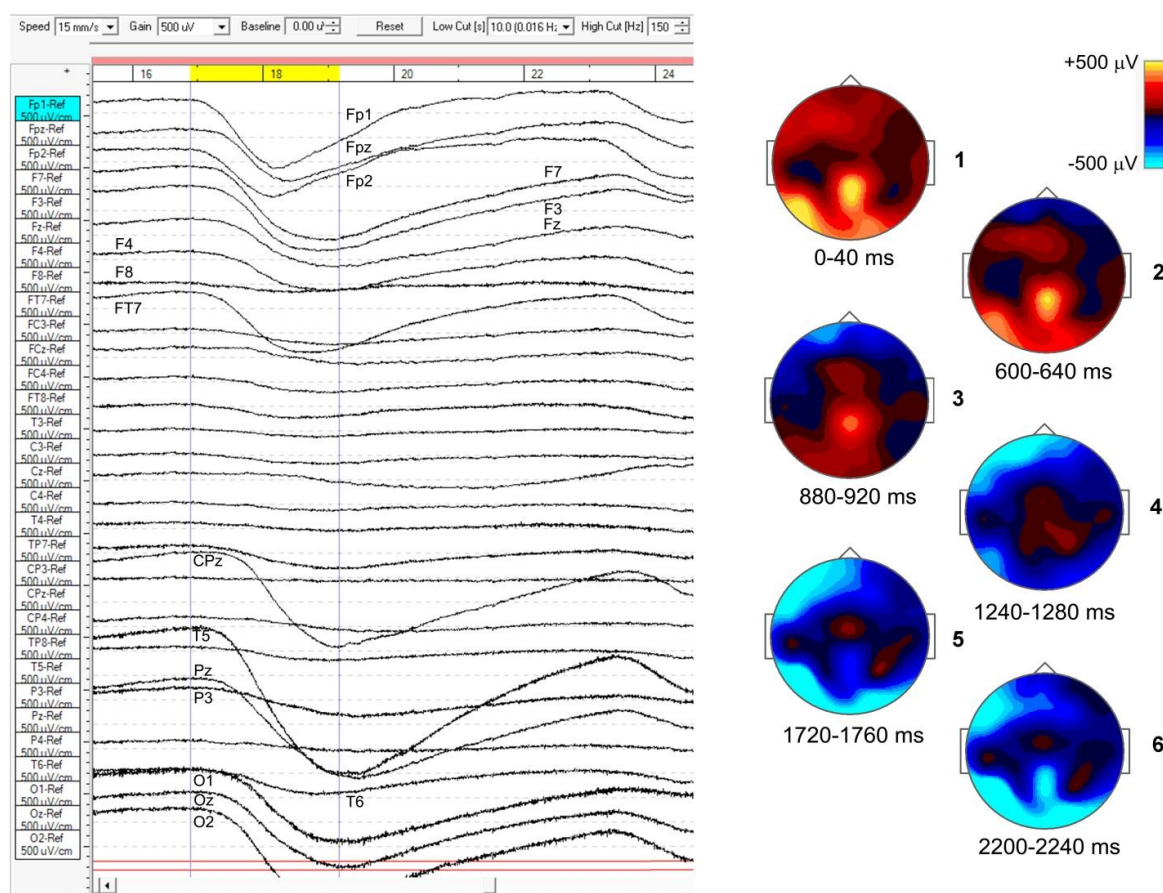 Speed 15 mm/s Gain 500 uV Baseline 0.00 u Reset Low Cut [s] 10.0 (0.016 Hz High Cut [Hz] 150
+
16 18 20 22 24
Fp1-Ref
500 uV/cm
Fpz-Ref
500 uV/cm
Fp2-Ref
500 uV/cm
F7-Ref
500 uV/cm
F3-Ref
500 uV/cm
Fz-Ref
500 uV/cm
F4-Ref
500 uV/cm
F8-Ref
500 uV/cm
FT7-Ref
500 uV/cm
FC3-Ref
500 uV/cm
FCz-Ref
500 uV/cm
FC4-Ref
500 uV/cm
FT8-Ref
500 uV/cm
T3-Ref
500 uV/cm
C3-Ref
500 uV/cm
Cz-Ref
500 uV/cm
C4-Ref
500 uV/cm
T4-Ref
500 uV/cm
TP7-Ref
500 uV/cm
CP3-Ref
500 uV/cm
CPz-Ref
500 uV/cm
CP4-Ref
500 uV/cm
TP8-Ref
500 uV/cm
T5-Ref
500 uV/cm
P3-Ref
500 uV/cm
Pz-Ref
500 uV/cm
P4-Ref
500 uV/cm
T6-Ref
500 uV/cm
O1-Ref
500 uV/cm
Oz-Ref
500 uV/cm
O2-Ref
500 uV/cm
Fp1
Fpz
Fp2
F7
F3
Fz
F4
F8
FT7
CPz
T5
Pz
P3
O1
Oz
T6
O2
+500 µV
-500 µV
1
0-40 ms
2
600-640 ms
3
880-920 ms
4
1240-1280 ms
5
1720-1760 ms
6
2200-2240 ms